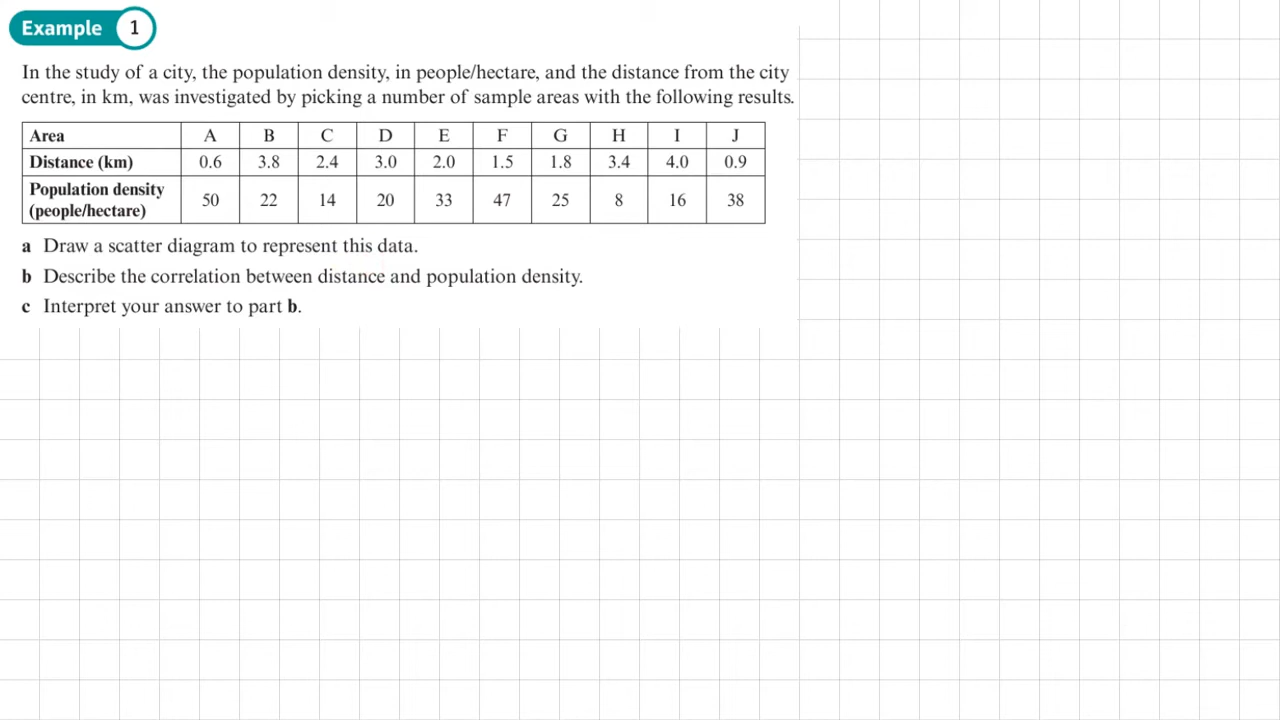 Example 1
In the study of a city, the population density, in people/hectare, and the distance from the city
centre, in km, was investigated by picking a number of sample areas with the following results.
Area A B C D E F G H I J
Distance (km) 0.6 3.8 2.4 3.0 2.0 1.5 1.8 3.4 4.0 0.9
Population density
(people/hectare) 50 22 14 20 33 47 25 8 16 38
a Draw a scatter diagram to represent this data.
b Describe the correlation between distance and population density.
c Interpret your answer to part b.